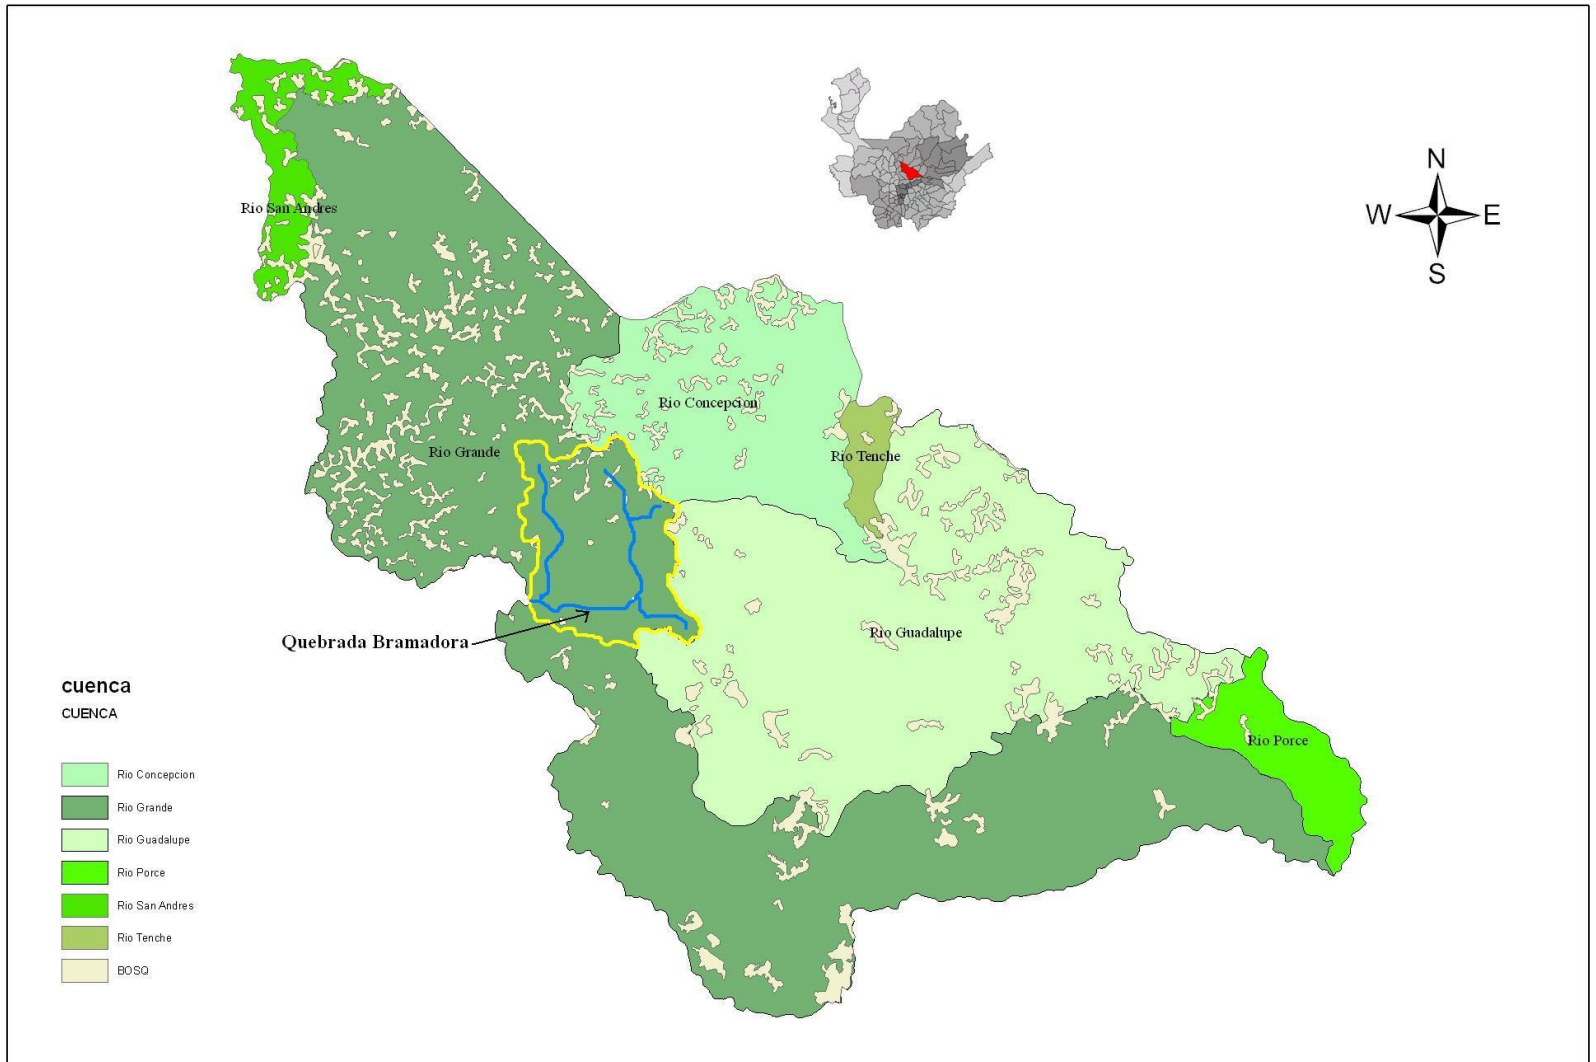 N
W E
S
Rio San Andres
Rio Concepcion
Rio Grande
Rio Tenche
Rio Guadalupe
Quebrada Bramadora
Rio Porce
cuenca
CUENCA
Rio Concepcion
Rio Grande
Rio Guadalupe
Rio Porce
Rio San Andres
Rio Tenche
BOSQ